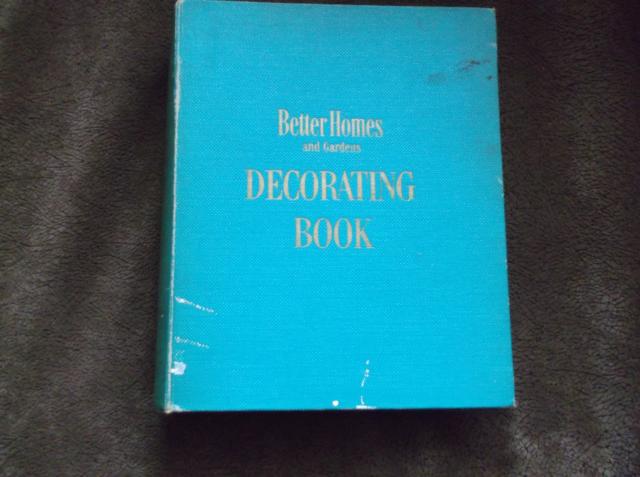 Better Homes
and Gardens
DECORATING
BOOK